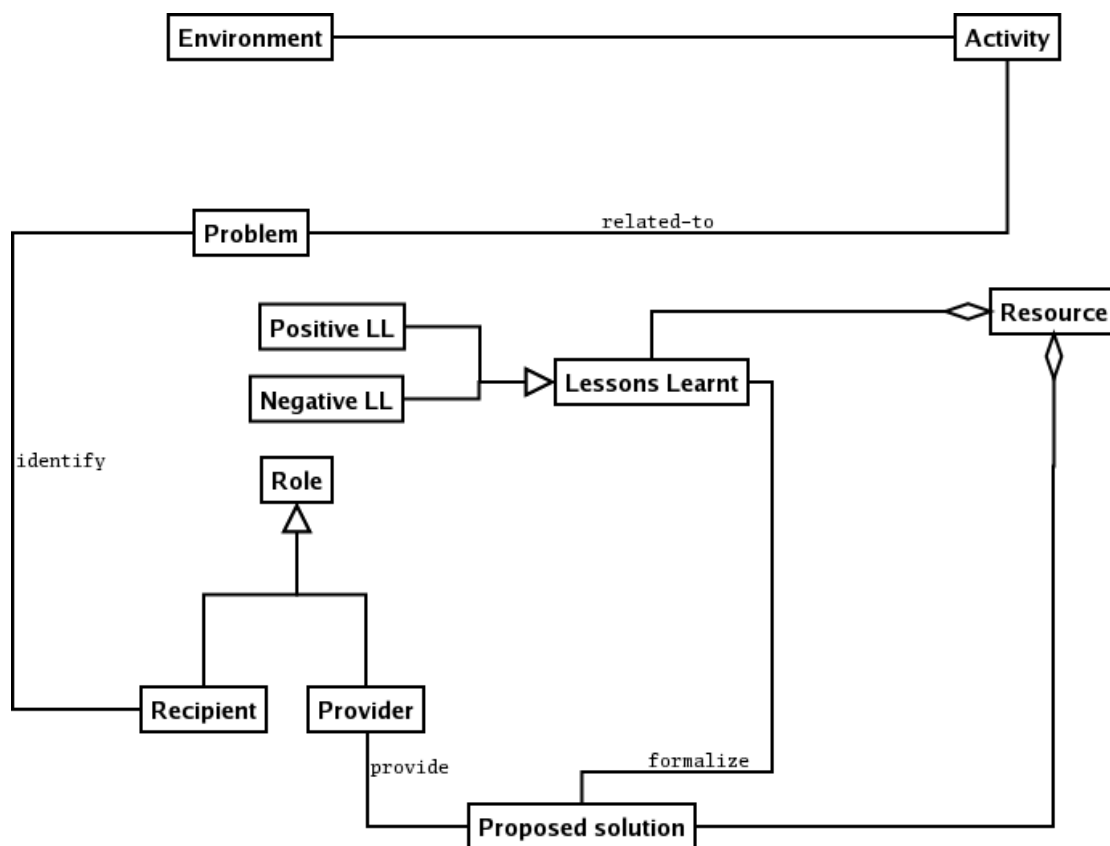 Environment
Activity
related-to
Problem
Resource
Positive LL
Lessons Learnt
Negative LL
identify
Role
Recipient
Provider
formalize
provide
Proposed solution